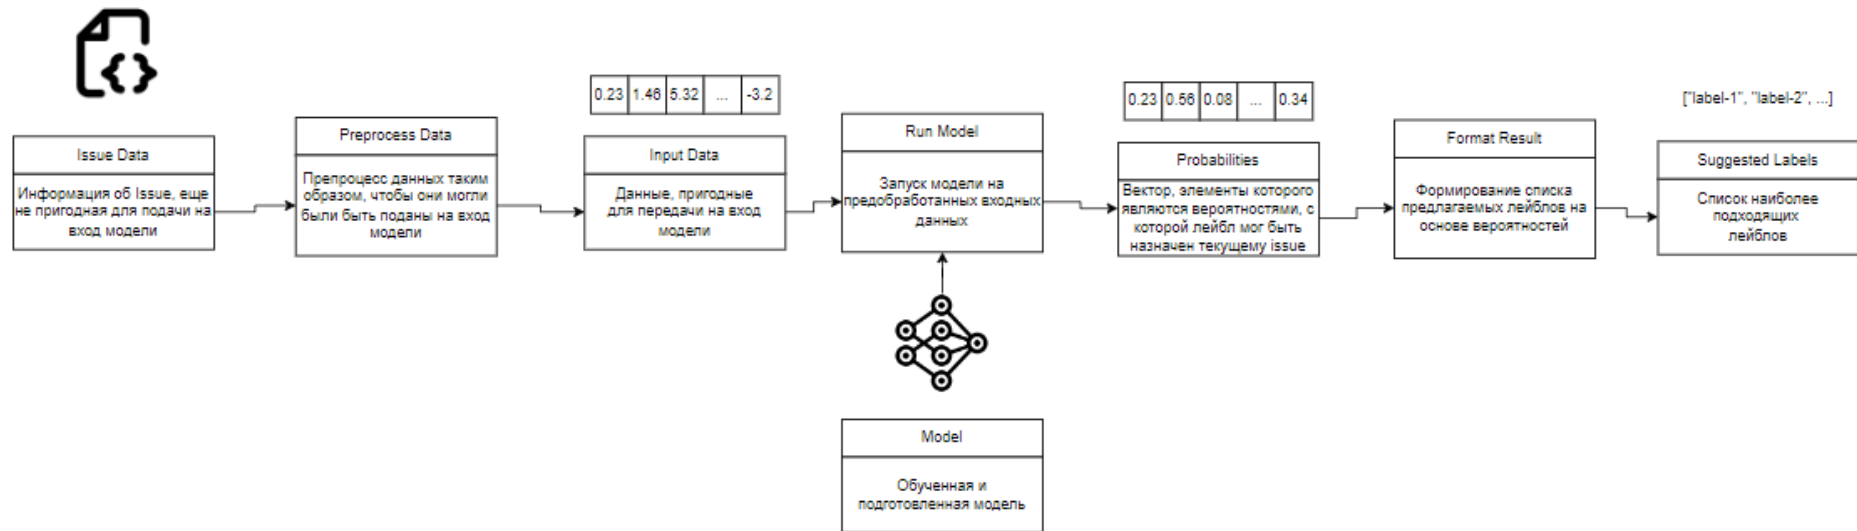 Issue Data
Информация об Issue, еще
не пригодная для подачи на
вход модели
Preprocess Data
Препроцесс данных таким
образом, чтобы они могли
были быть поданы на вход
модели
0.23 1.46 5.32 ... -3.2
Input Data
Данные, пригодные
для передачи на вход
модели
Run Model
Запуск модели на
предобработанных входных
данных
Model
Обученная и
подготовленная модель
0.23 0.56 0.08 ... 0.34
Probabilities
Вектор, элементы которого
являются вероятностями, с
которой лейбл мог быть
назначен текущему issue
Format Result
Формирование списка
предлагаемых лейблов на
основе вероятностей
["label-1", "label-2", ...]
Suggested Labels
Список наиболее
подходящих
лейблов